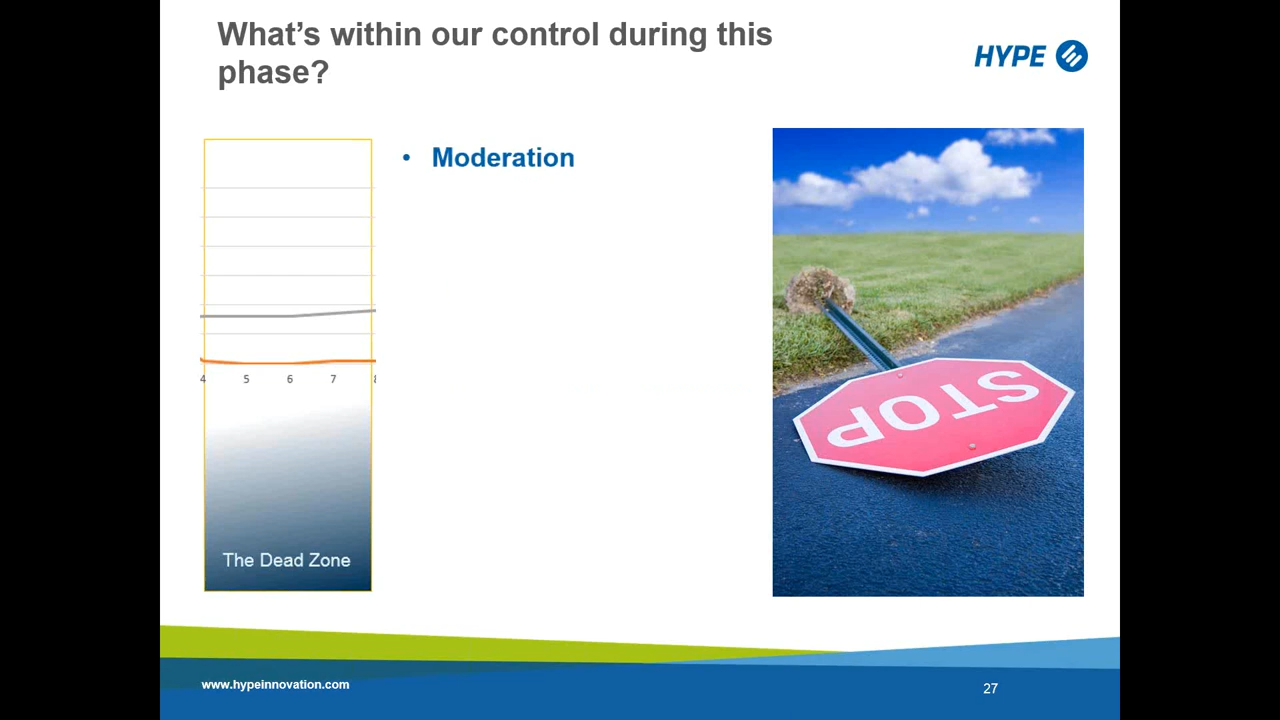 What's within our control during this
phase?
HYPE
• Moderation
4 5 6 7 8
The Dead Zone
STOP
www.hypeinnovation.com
27